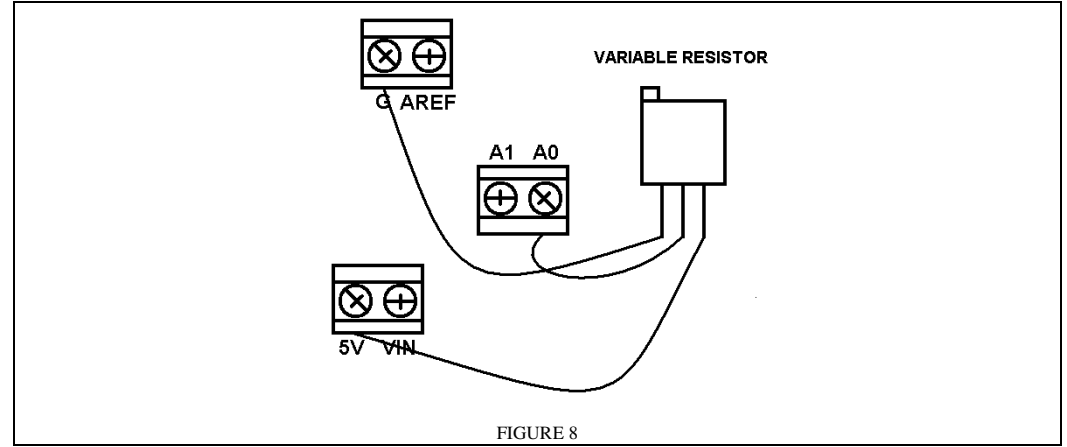 VARIABLE RESISTOR
G AREF
A1 A0
5V VIN
FIGURE 8